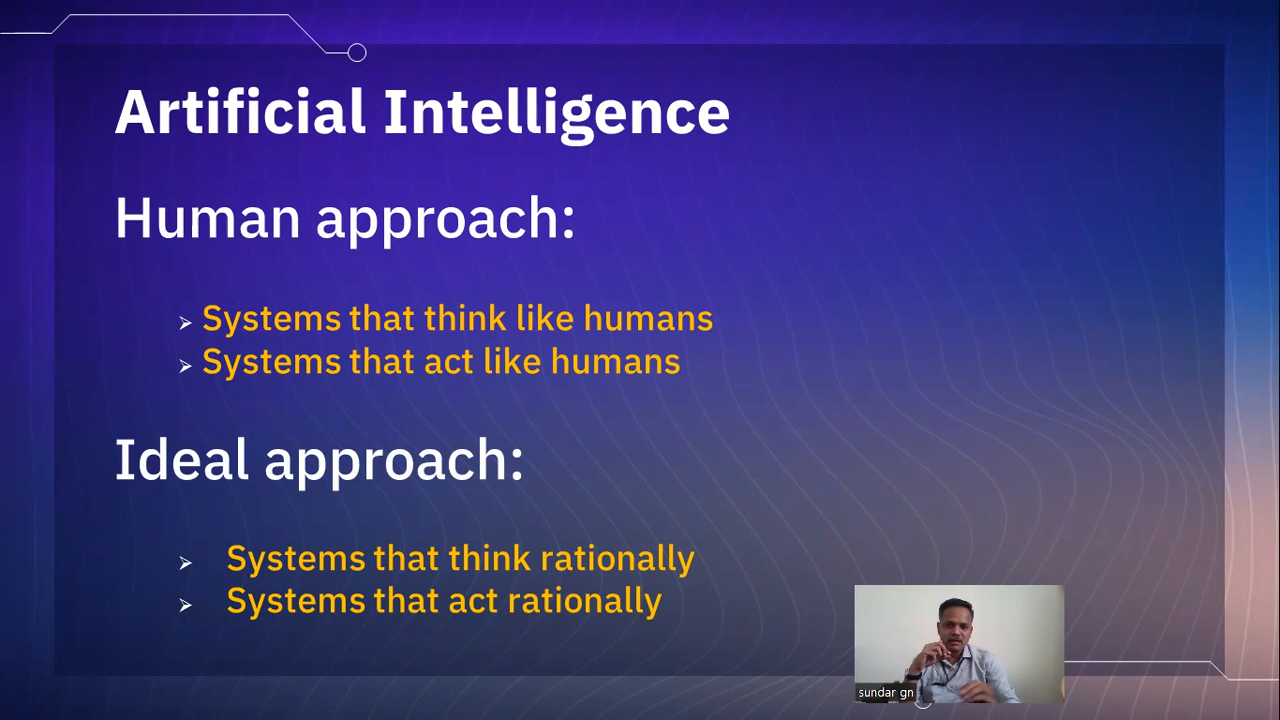 Artificial Intelligence
Human approach:
➢ Systems that think like humans
➢ Systems that act like humans
Ideal approach:
➢ Systems that think rationally
➢ Systems that act rationally
sundar gn